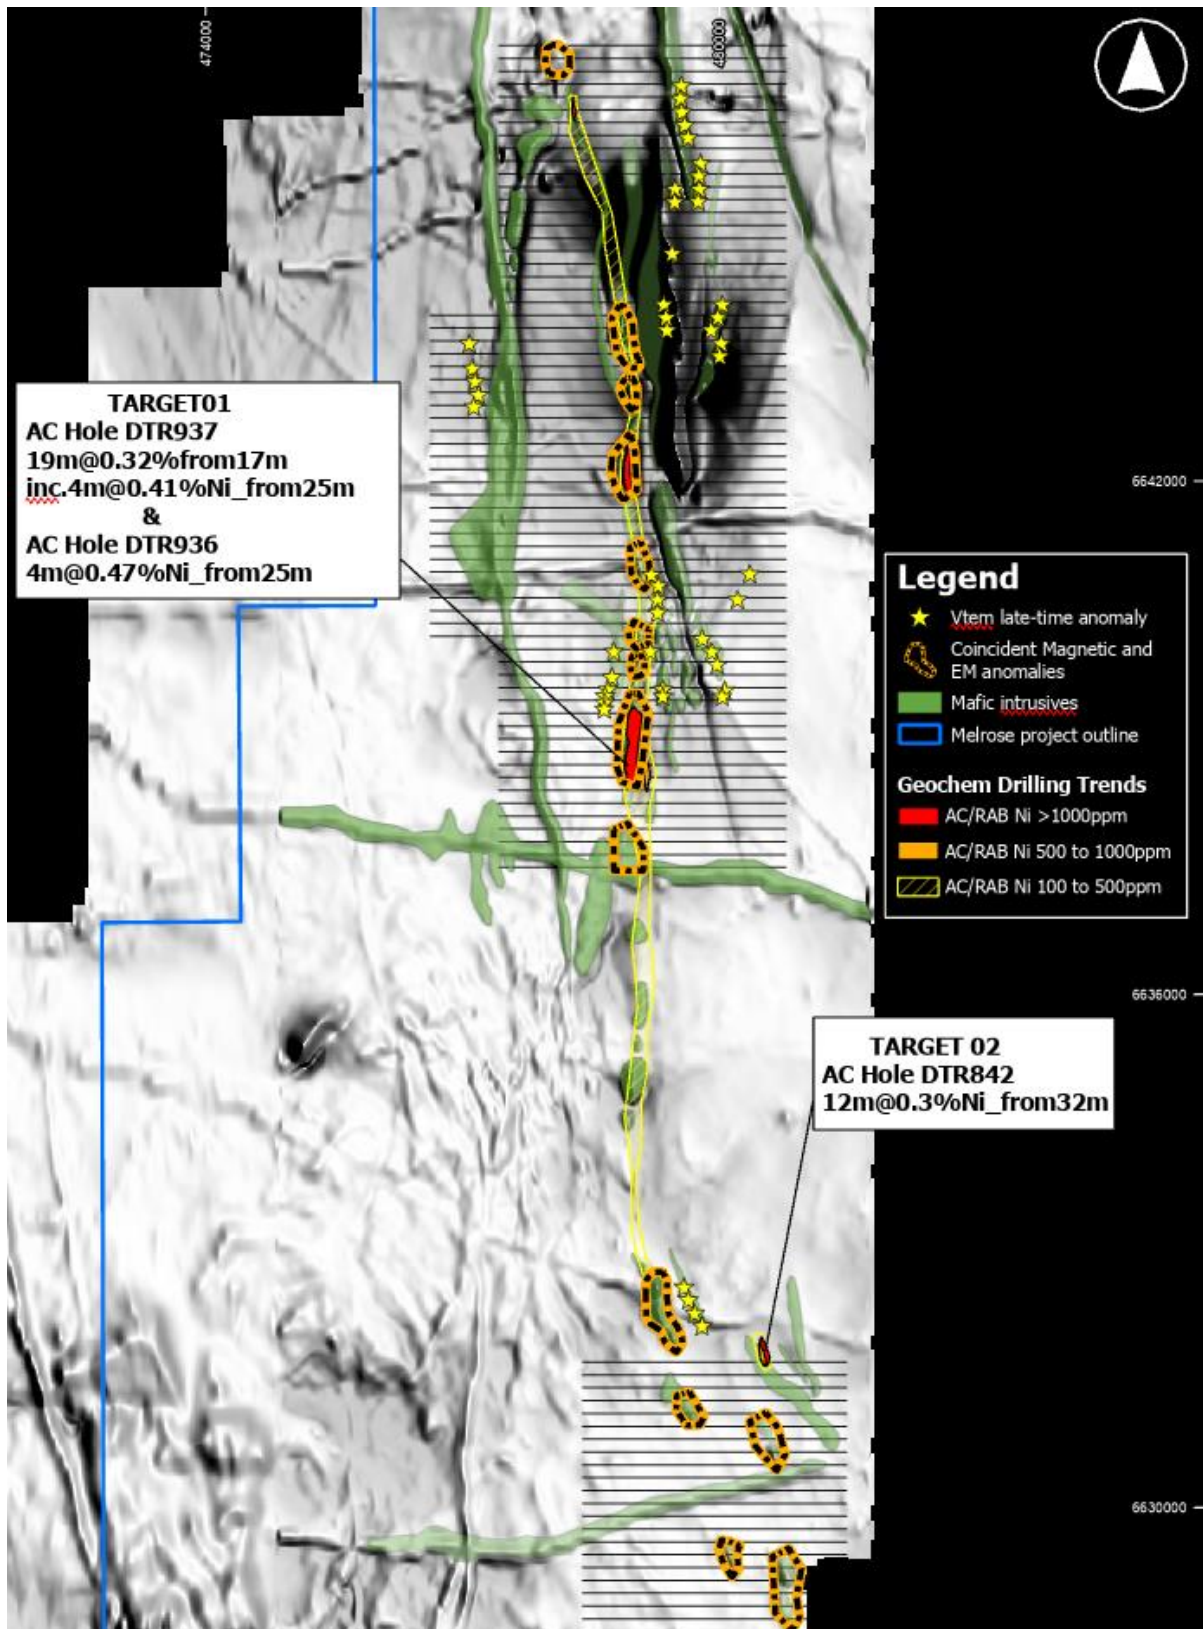 474000
480000
TARGET01
AC Hole DTR937
19m@0.32%from17m
inc.4m@0.41%Ni_from25m
&
AC Hole DTR936
4m@0.47%Ni_from25m
6642000
Legend
Vtem late-time anomaly
Coincident Magnetic and
EM anomalies
Mafic intrusives
Melrose project outline
Geochem Drilling Trends
AC/RAB Ni >1000ppm
AC/RAB Ni 500 to 1000ppm
AC/RAB Ni 100 to 500ppm
6636000
TARGET 02
AC Hole DTR842
12m@0.3%Ni_from32m
6630000